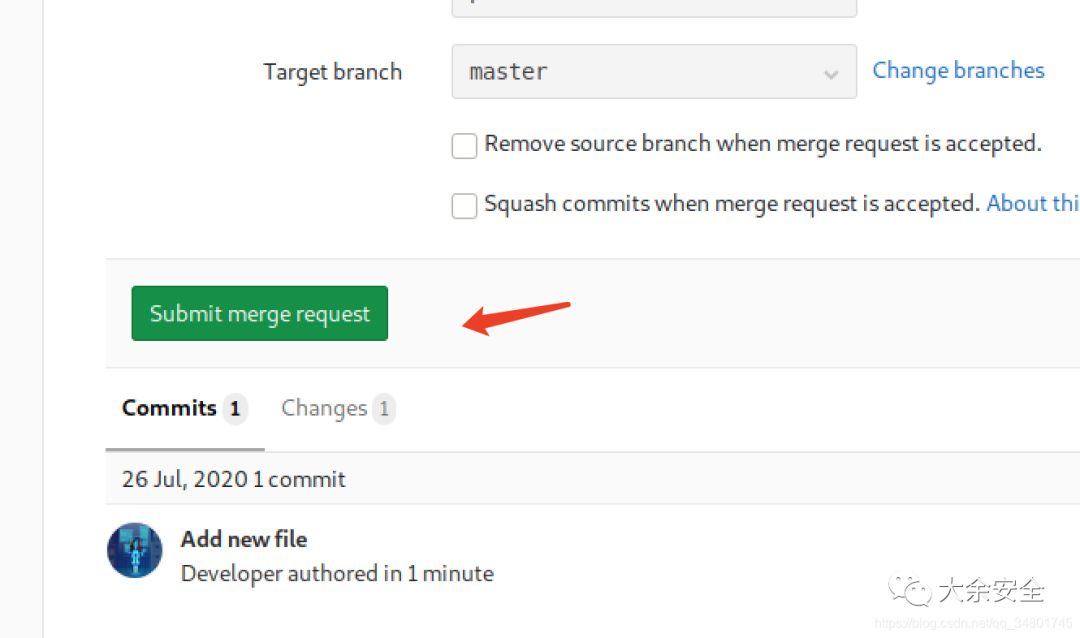 Target branch
master
Change branches
Remove source branch when merge request is accepted.
Squash commits when merge request is accepted. About thi
Submit merge request
Commits 1
Changes 1
26 Jul, 2020 1 commit
Add new file
Developer authored in 1 minute
大余安全
https://blog.csdn.net/qq_34801745